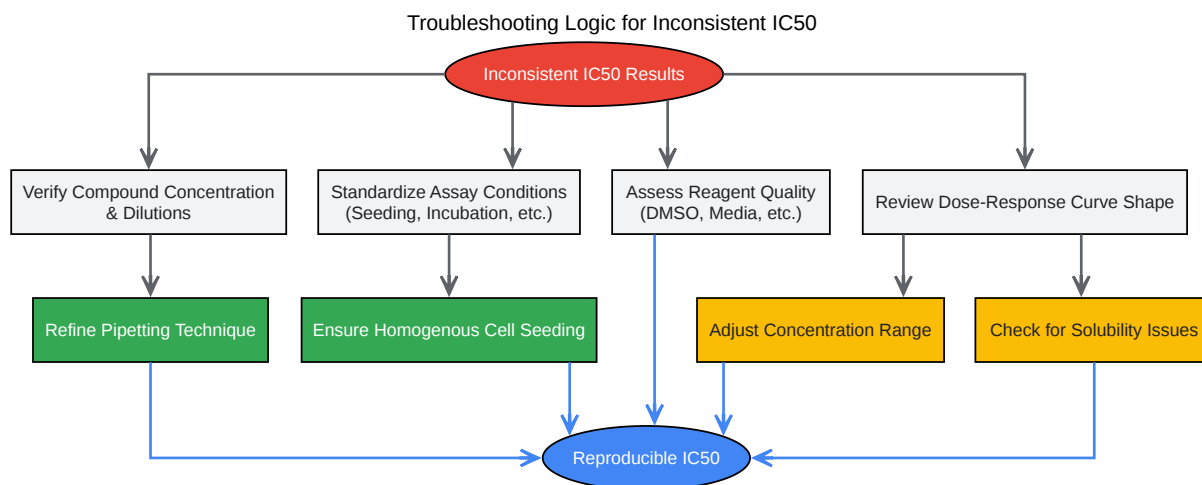 Troubleshooting Logic for Inconsistent IC50
Inconsistent IC50 Results
Verify Compound Concentration
& Dilutions
Standardize Assay Conditions
(Seeding, Incubation, etc.)
Assess Reagent Quality
(DMSO, Media, etc.)
Review Dose-Response Curve Shape
Refine Pipetting Technique
Ensure Homogenous Cell Seeding
Adjust Concentration Range
Check for Solubility Issues
Reproducible IC50